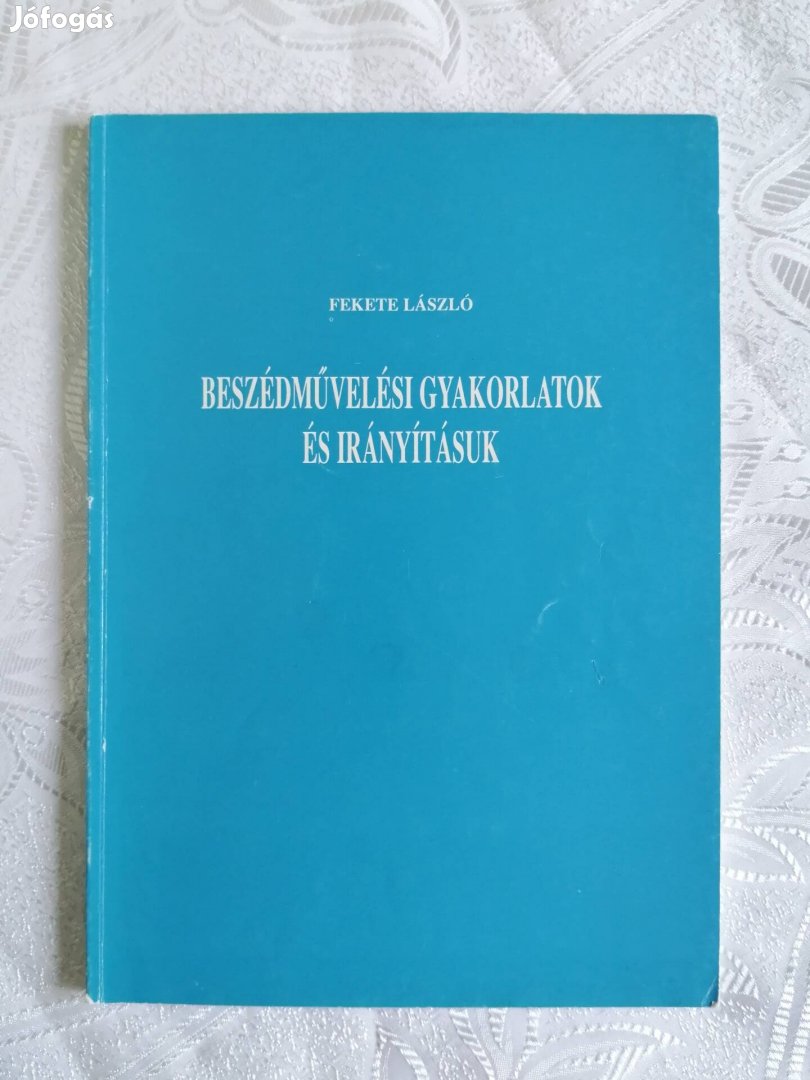 Jófogás
FEKETE LÁSZLÓ
BESZÉDMŰVELÉSI GYAKORLATOK
ÉS IRÁNYÍTÁSUK